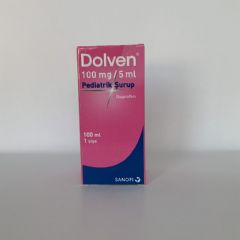 Dolven®
100 mg / 5 ml
Pediatrik Şurup
İbuprofen
100 ml
1 şişe
SANOFI